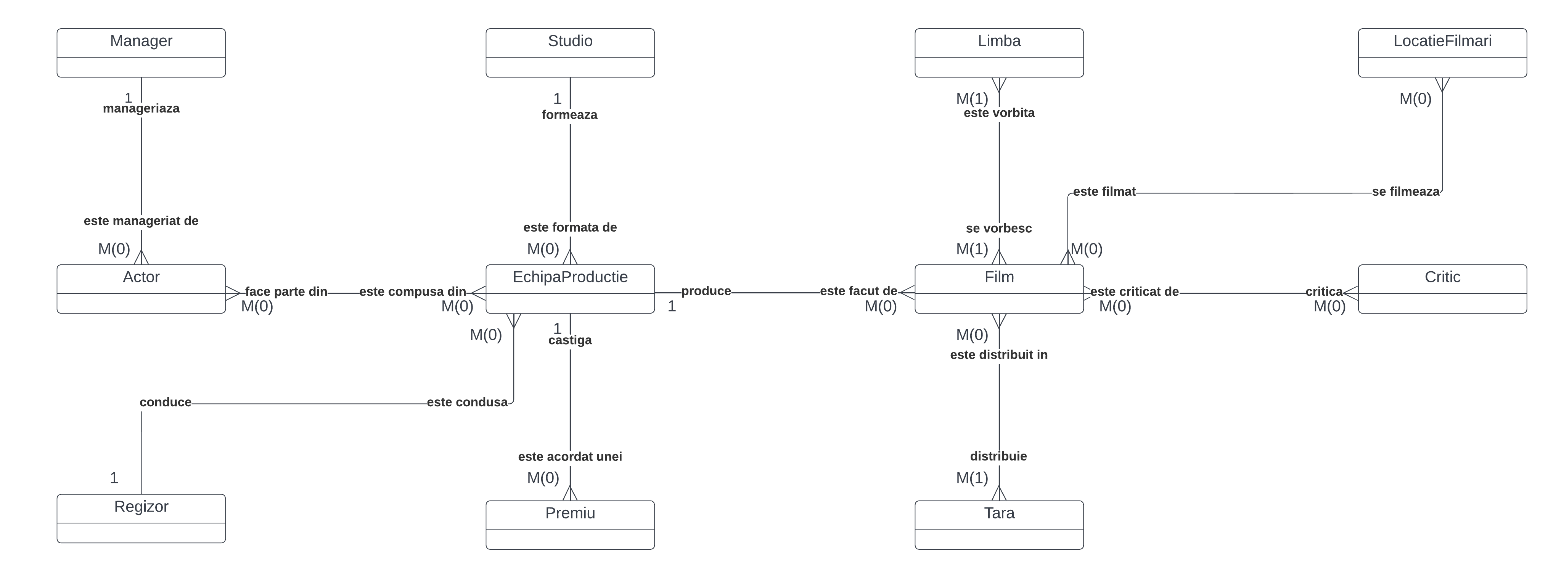 Manager
Studio
Limba
LocatieFilmari
1
manageriaza
1
formeaza
M(1)
este vorbita
M(0)
este filmat
se filmeaza
este manageriat de
este formata de
se vorbesc
M(0)
M(0)
M(1)
M(0)
Actor
EchipaProductie
Film
Critic
face parte din
este compusa din
produce
este facut de
este criticat de
critica
M(0)
M(0)
1
M(0)
M(0)
M(0)
M(0)
1
castiga
M(0)
este distribuit in
conduce
este condusa
este acordat unei
distribuie
1
M(0)
M(1)
Regizor
Premiu
Tara